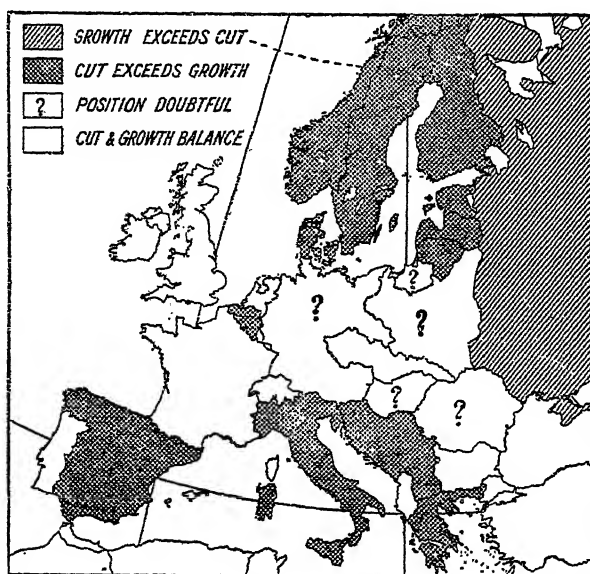 GROWTH EXCEEDS CUT
CUT EXCEEDS GROWTH
? POSITION DOUBTFUL
CUT & GROWTH BALANCE
?
?
?
?
?